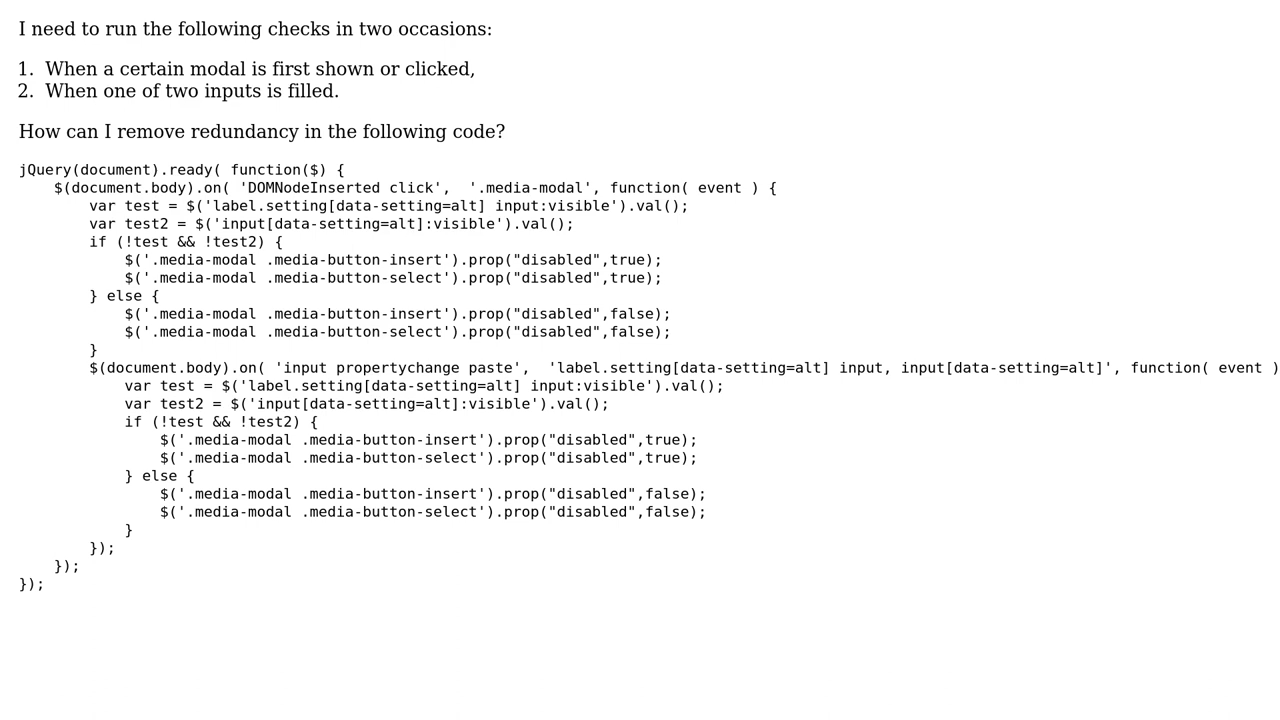 I need to run the following checks in two occasions:
1. When a certain modal is first shown or clicked,
2. When one of two inputs is filled.
How can I remove redundancy in the following code?
jQuery(document).ready( function($) {
    $(document.body).on( 'DOMNodeInserted click',  '.media-modal', function( event ) {
        var test = $('label.setting[data-setting=alt] input:visible').val();
        var test2 = $('input[data-setting=alt]:visible').val();
        if (!test && !test2) {
            $('.media-modal .media-button-insert').prop("disabled",true);
            $('.media-modal .media-button-select').prop("disabled",true);
        } else {
            $('.media-modal .media-button-insert').prop("disabled",false);
            $('.media-modal .media-button-select').prop("disabled",false);
        }
        $(document.body).on( 'input propertychange paste',  'label.setting[data-setting=alt] input, input[data-setting=alt]', function( event )
            var test = $('label.setting[data-setting=alt] input:visible').val();
            var test2 = $('input[data-setting=alt]:visible').val();
            if (!test && !test2) {
                $('.media-modal .media-button-insert').prop("disabled",true);
                $('.media-modal .media-button-select').prop("disabled",true);
            } else {
                $('.media-modal .media-button-insert').prop("disabled",false);
                $('.media-modal .media-button-select').prop("disabled",false);
            }
        });
    });
});